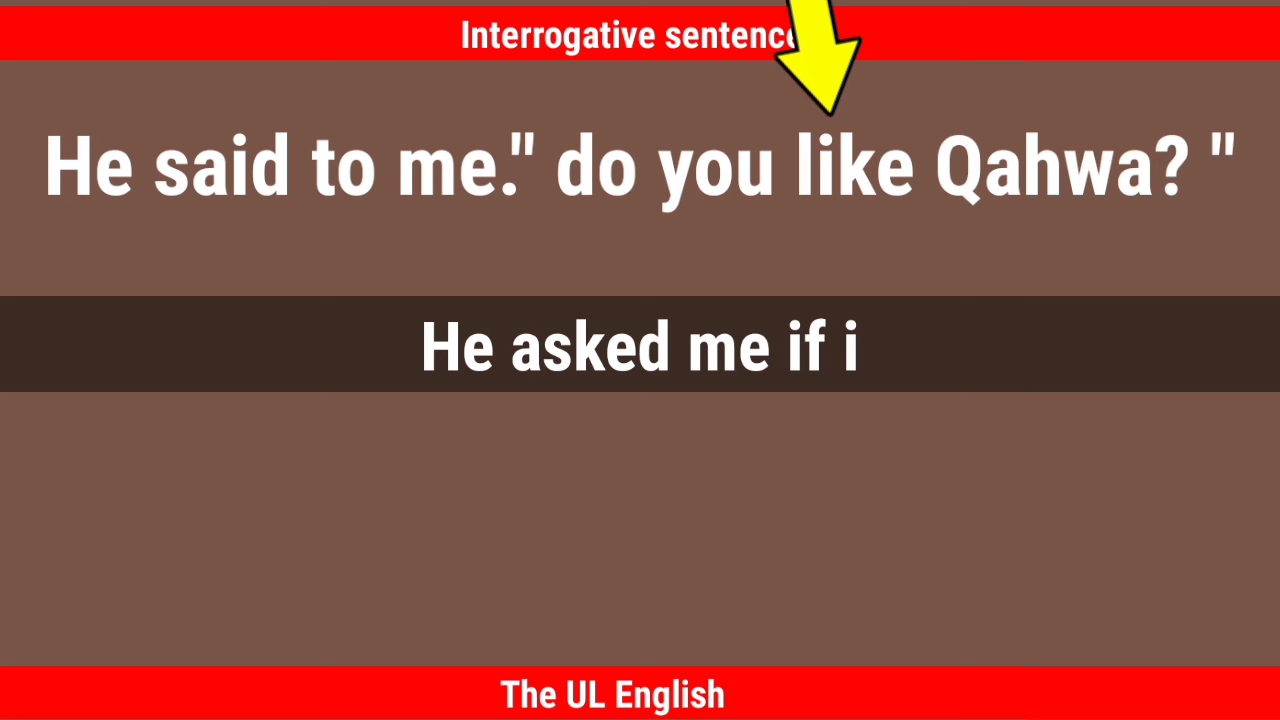 Interrogative sentence
He said to me." do you like Qahwa? "
He asked me if i
The UL English